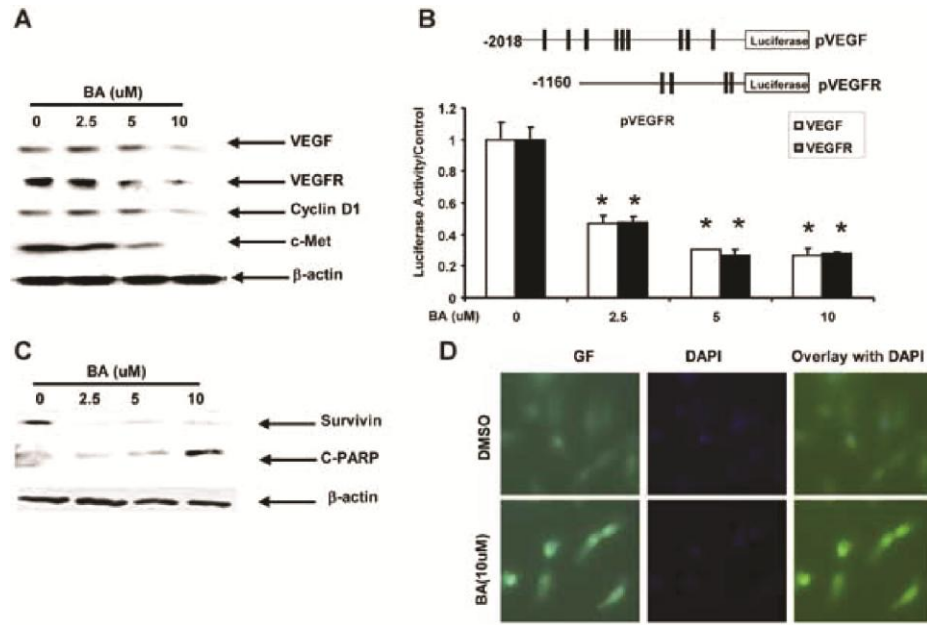 A
BA (uM)
0 2.5 5 10
VEGF
VEGFR
Cyclin D1
c-Met
β-actin
B
-2018 Luciferase pVEGF
-1160 Luciferase pVEGFR
pVEGFR
VEGF
VEGFR
Luciferase Activity/Control
1.2
1
0.8
0.6
0.4
0.2
0
* * * * * *
BA (uM) 0 2.5 5 10
C
BA (uM)
0 2.5 5 10
Survivin
C-PARP
β-actin
D
GF DAPI Overlay with DAPI
DMSO
BA(10uM)